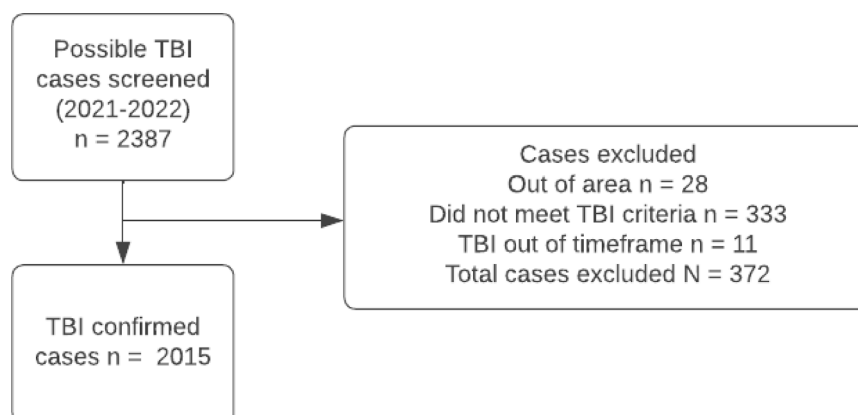 Possible TBI
cases screened
(2021-2022)
n = 2387
Cases excluded
Out of area n = 28
Did not meet TBI criteria n = 333
TBI out of timeframe n = 11
Total cases excluded N = 372
TBI confirmed
cases n =  2015